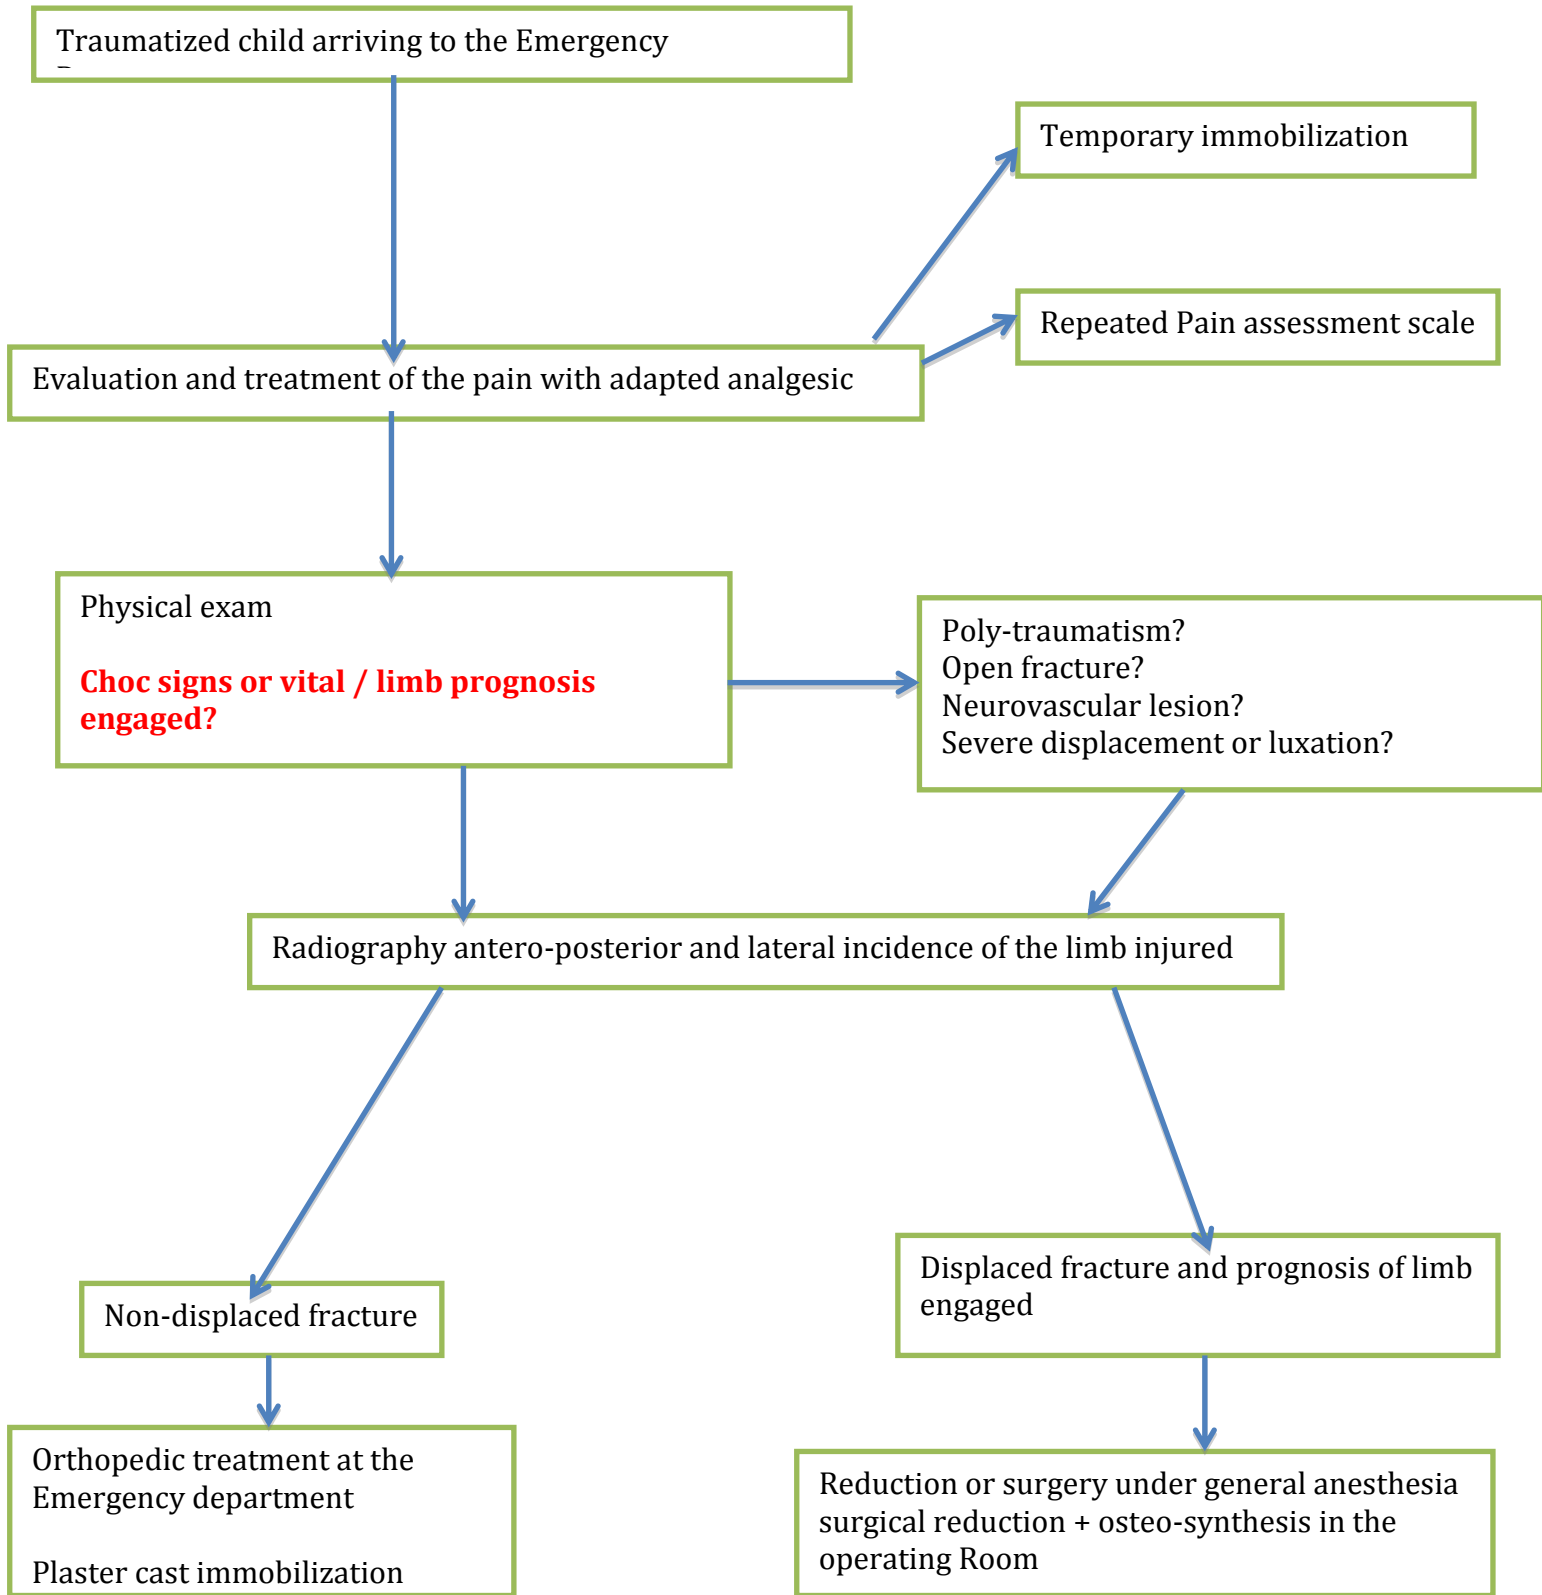 Traumatized child arriving to the Emergency
Temporary immobilization
Repeated Pain assessment scale
Evaluation and treatment of the pain with adapted analgesic
Physical exam
Choc signs or vital / limb prognosis
engaged?
Poly-traumatism?
Open fracture?
Neurovascular lesion?
Severe displacement or luxation?
Radiography antero-posterior and lateral incidence of the limb injured
Non-displaced fracture
Displaced fracture and prognosis of limb
engaged
Orthopedic treatment at the
Emergency department
Plaster cast immobilization
Reduction or surgery under general anesthesia
surgical reduction + osteo-synthesis in the
operating Room